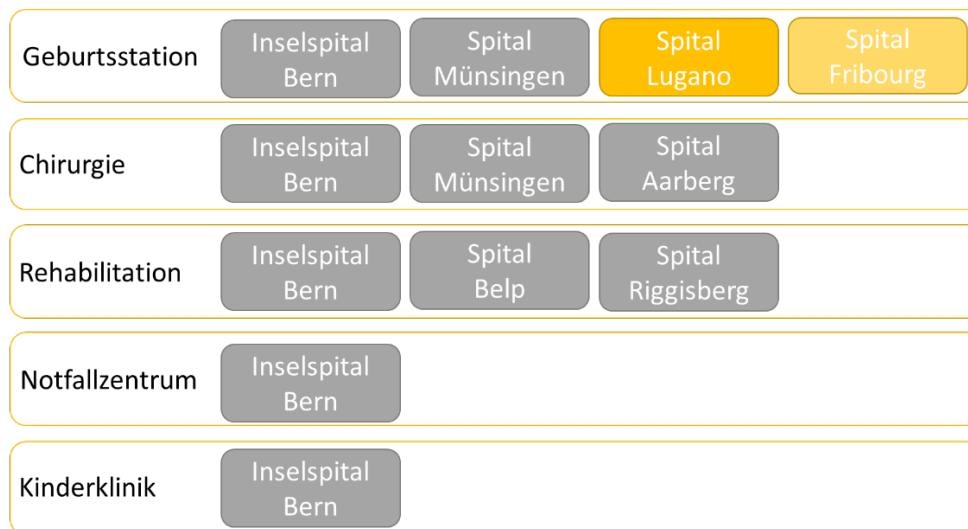 Geburtsstation
Inselspital
Bern
Spital
Münsingen
Spital
Lugano
Spital
Fribourg
Chirurgie
Inselspital
Bern
Spital
Münsingen
Spital
Aarberg
Rehabilitation
Inselspital
Bern
Spital
Belp
Spital
Riggisberg
Notfallzentrum
Inselspital
Bern
Kinderklinik
Inselspital
Bern